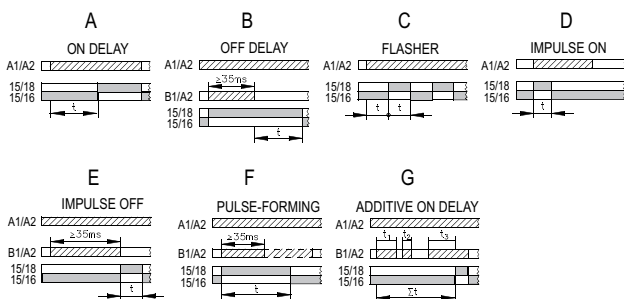 A
ON DELAY
A1/A2
15/18
15/16
t
B
OFF DELAY
A1/A2
≥35ms
B1/A2
15/18
15/16
t
C
FLASHER
A1/A2
15/18
15/16
t t
D
IMPULSE ON
A1/A2
15/18
15/16
t
E
IMPULSE OFF
A1/A2
≥35ms
B1/A2
15/18
15/16
t
F
PULSE-FORMING
A1/A2
≥35ms
B1/A2
15/18
15/16
t
G
ADDITIVE ON DELAY
A1/A2
t₁ t₂ t₃
B1/A2
15/18
15/16
Σt